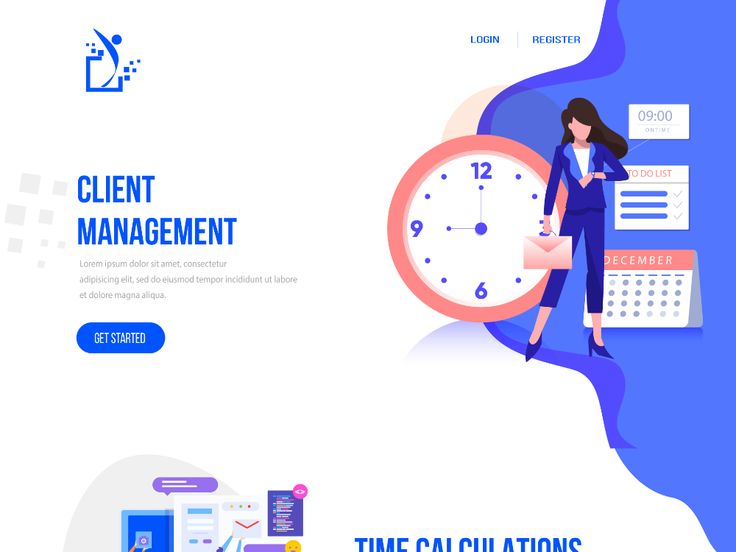 LOGIN
REGISTER
09:00
ONTIME
TO DO LIST
12
9
6
DECEMBER
CLIENT
MANAGEMENT
Lorem ipsum dolor sit amet, consectetur
adipisicing elit, sed do eiusmod tempor incididunt ut labore
et dolore magna aliqua.
GET STARTED
TIME CALCULATIONS